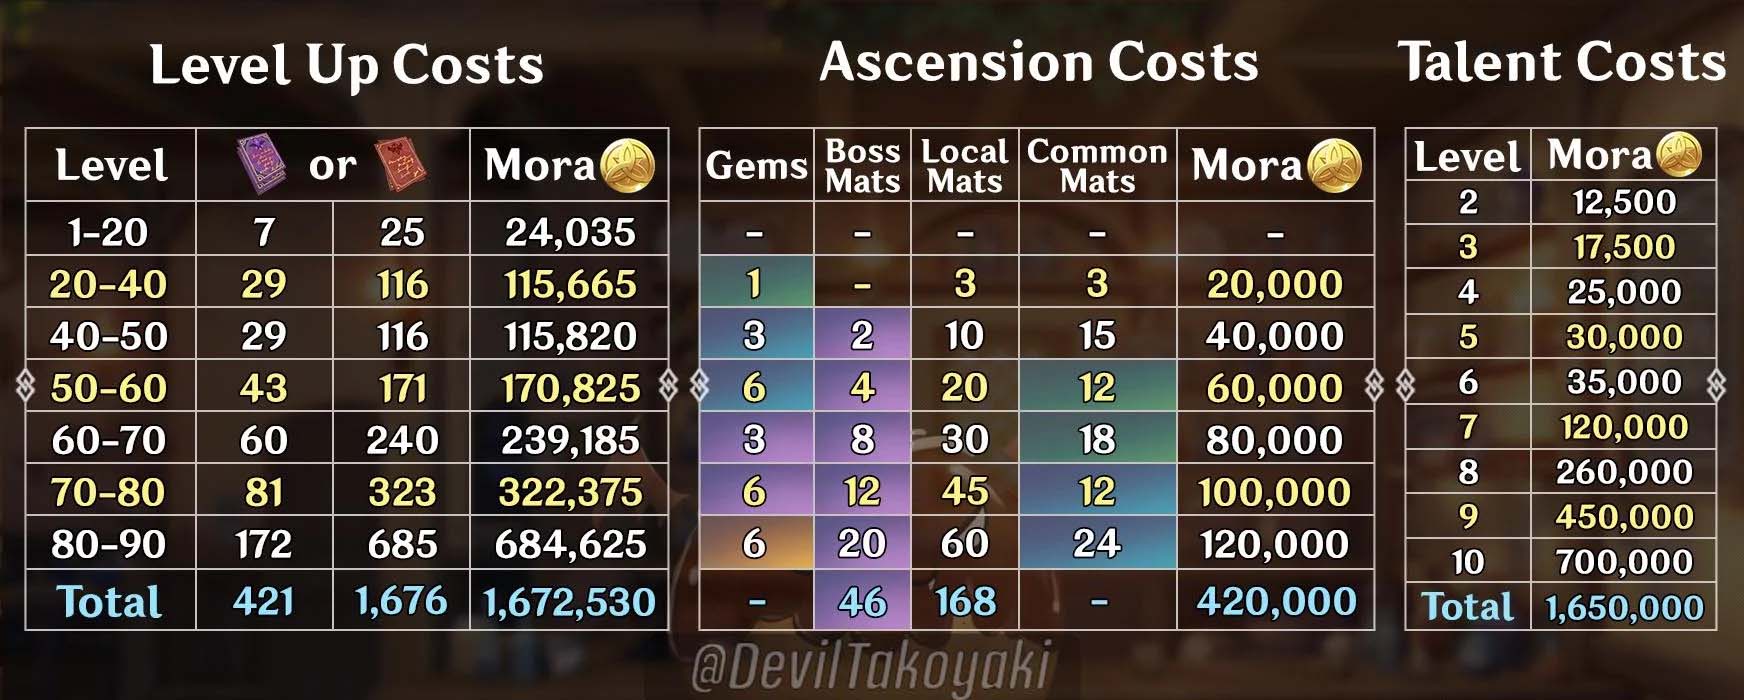 Level Up Costs
Level or Mora
1-20 7 25 24,035
20-40 29 116 115,665
40-50 29 116 115,820
50-60 43 171 170,825
60-70 60 240 239,185
70-80 81 323 322,375
80-90 172 685 684,625
Total 421 1,676 1,672,530
Ascension Costs
Gems Boss Mats Local Mats Common Mats Mora
- - - - -
1 - 3 3 20,000
3 2 10 15 40,000
6 4 20 12 60,000
3 8 30 18 80,000
6 12 45 12 100,000
6 20 60 24 120,000
- 46 168 - 420,000
Talent Costs
Level Mora
2 12,500
3 17,500
4 25,000
5 30,000
6 35,000
7 120,000
8 260,000
9 450,000
10 700,000
Total 1,650,000
@DevilTakoyaki